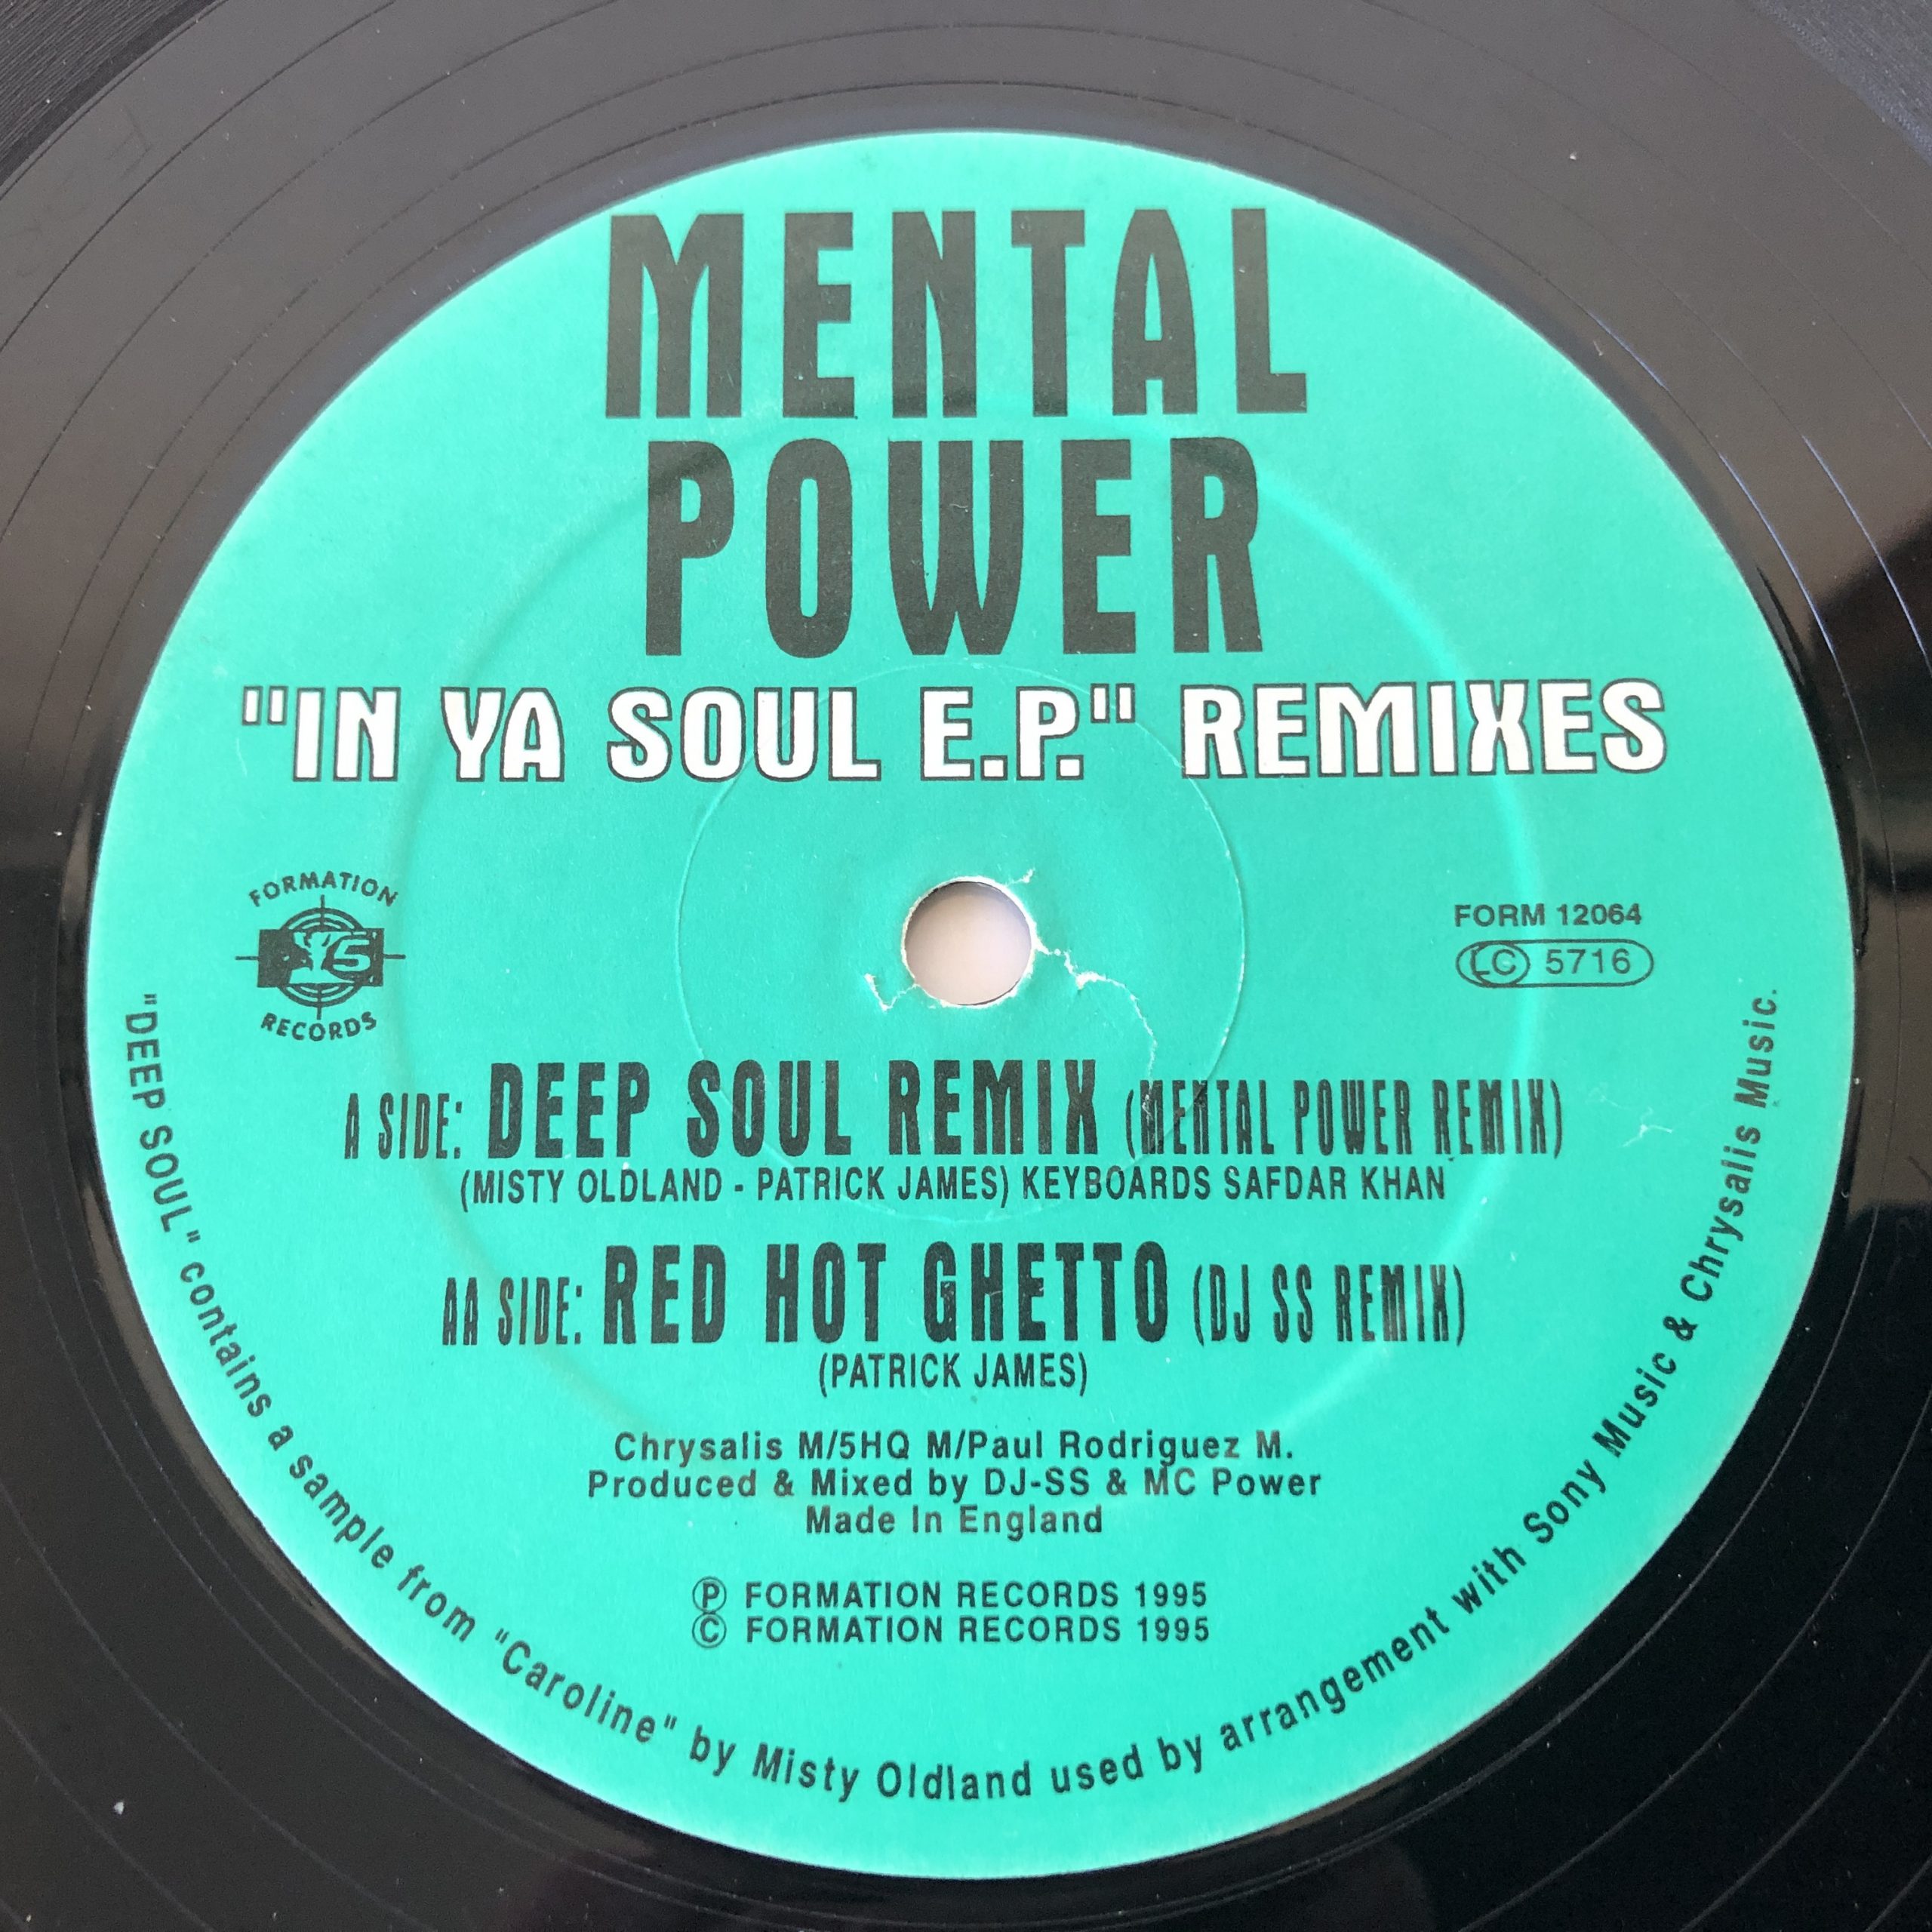 MENTAL
POWER
"IN YA SOUL E.P." REMIXES
FORMATION
5
RECORDS
FORM 12064
LC 5716
A SIDE: DEEP SOUL REMIX (MENTAL POWER REMIX)
(MISTY OLDLAND - PATRICK JAMES) KEYBOARDS SAFDAR KHAN
AA SIDE: RED HOT GHETTO (DJ SS REMIX)
(PATRICK JAMES)
Chrysalis M/5HQ M/Paul Rodriguez M.
Produced & Mixed by DJ-SS & MC Power
Made In England
Ⓟ FORMATION RECORDS 1995
© FORMATION RECORDS 1995
"DEEP SOUL" contains a sample from "Caroline" by Misty Oldland used by arrangement with Sony Music & Chrysalis Music.